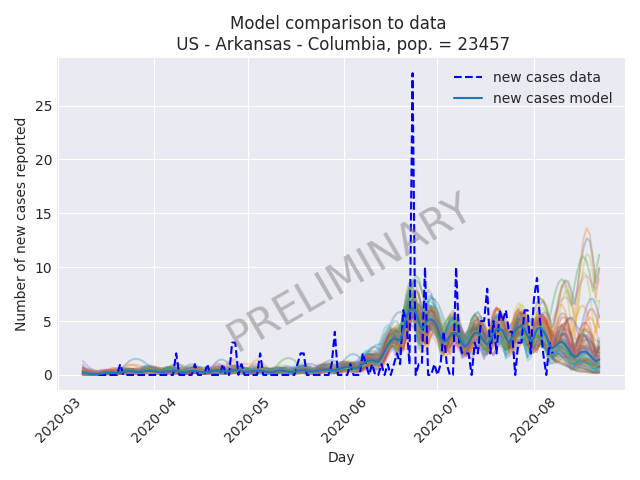 Model comparison to data
US - Arkansas - Columbia, pop. = 23457
new cases data
new cases model
Number of new cases reported
25
20
15
10
5
0
PRELIMINARY
2020-03
2020-04
2020-05
2020-06
2020-07
2020-08
Day